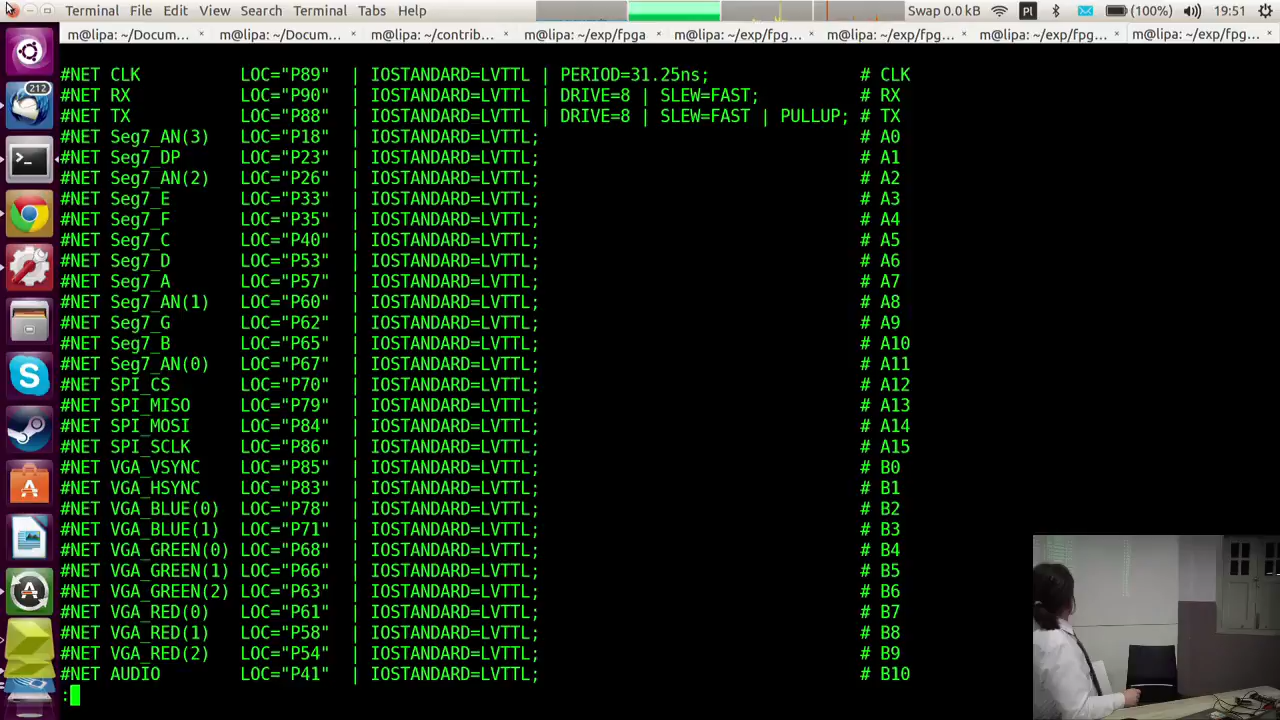 Terminal File Edit View Search Terminal Tabs Help Swap 0.0 kB Pl (100%) 19:51
m@lipa: ~/Docum... × m@lipa: ~/Docum... × m@lipa: ~/contrib... × m@lipa: ~/exp/fpga × m@lipa: ~/exp/fpg... × m@lipa: ~/exp/fpg... × m@lipa: ~/exp/fpg... × m@lipa: ~/exp/fpg... ×
212
#NET CLK LOC="P89" | IOSTANDARD=LVTTL | PERIOD=31.25ns; # CLK
#NET RX LOC="P90" | IOSTANDARD=LVTTL | DRIVE=8 | SLEW=FAST; # RX
#NET TX LOC="P88" | IOSTANDARD=LVTTL | DRIVE=8 | SLEW=FAST | PULLUP; # TX
#NET Seg7_AN(3) LOC="P18" | IOSTANDARD=LVTTL; # A0
#NET Seg7_DP LOC="P23" | IOSTANDARD=LVTTL; # A1
#NET Seg7_AN(2) LOC="P26" | IOSTANDARD=LVTTL; # A2
#NET Seg7_E LOC="P33" | IOSTANDARD=LVTTL; # A3
#NET Seg7_F LOC="P35" | IOSTANDARD=LVTTL; # A4
#NET Seg7_C LOC="P40" | IOSTANDARD=LVTTL; # A5
#NET Seg7_D LOC="P53" | IOSTANDARD=LVTTL; # A6
#NET Seg7_A LOC="P57" | IOSTANDARD=LVTTL; # A7
#NET Seg7_AN(1) LOC="P60" | IOSTANDARD=LVTTL; # A8
#NET Seg7_G LOC="P62" | IOSTANDARD=LVTTL; # A9
#NET Seg7_B LOC="P65" | IOSTANDARD=LVTTL; # A10
#NET Seg7_AN(0) LOC="P67" | IOSTANDARD=LVTTL; # A11
#NET SPI_CS LOC="P70" | IOSTANDARD=LVTTL; # A12
#NET SPI_MISO LOC="P79" | IOSTANDARD=LVTTL; # A13
#NET SPI_MOSI LOC="P84" | IOSTANDARD=LVTTL; # A14
#NET SPI_SCLK LOC="P86" | IOSTANDARD=LVTTL; # A15
#NET VGA_VSYNC LOC="P85" | IOSTANDARD=LVTTL; # B0
#NET VGA_HSYNC LOC="P83" | IOSTANDARD=LVTTL; # B1
#NET VGA_BLUE(0) LOC="P78" | IOSTANDARD=LVTTL; # B2
#NET VGA_BLUE(1) LOC="P71" | IOSTANDARD=LVTTL; # B3
#NET VGA_GREEN(0) LOC="P68" | IOSTANDARD=LVTTL; # B4
#NET VGA_GREEN(1) LOC="P66" | IOSTANDARD=LVTTL; # B5
#NET VGA_GREEN(2) LOC="P63" | IOSTANDARD=LVTTL; # B6
#NET VGA_RED(0) LOC="P61" | IOSTANDARD=LVTTL; # B7
#NET VGA_RED(1) LOC="P58" | IOSTANDARD=LVTTL; # B8
#NET VGA_RED(2) LOC="P54" | IOSTANDARD=LVTTL; # B9
#NET AUDIO LOC="P41" | IOSTANDARD=LVTTL; # B10
: